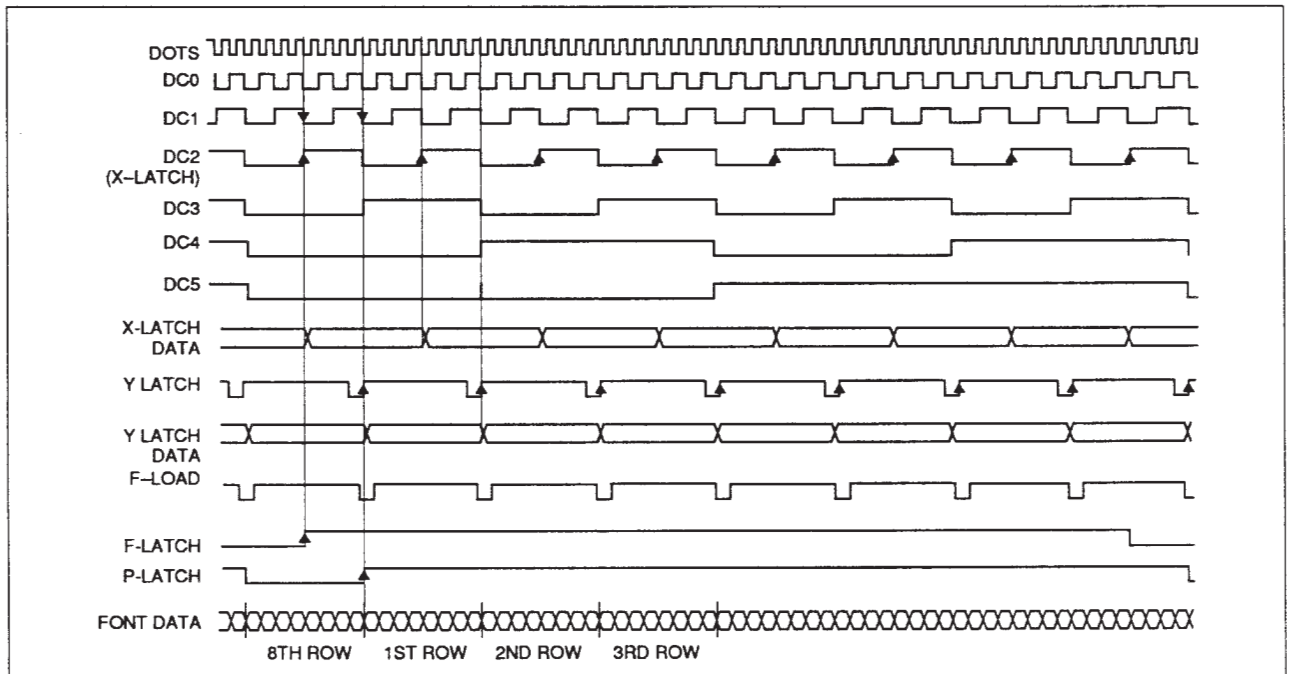 DOTS
DC0
DC1
DC2
(X–LATCH)
DC3
DC4
DC5
X-LATCH
DATA
Y LATCH
Y LATCH
DATA
F–LOAD
F-LATCH
P-LATCH
FONT DATA
8TH ROW 1ST ROW 2ND ROW 3RD ROW